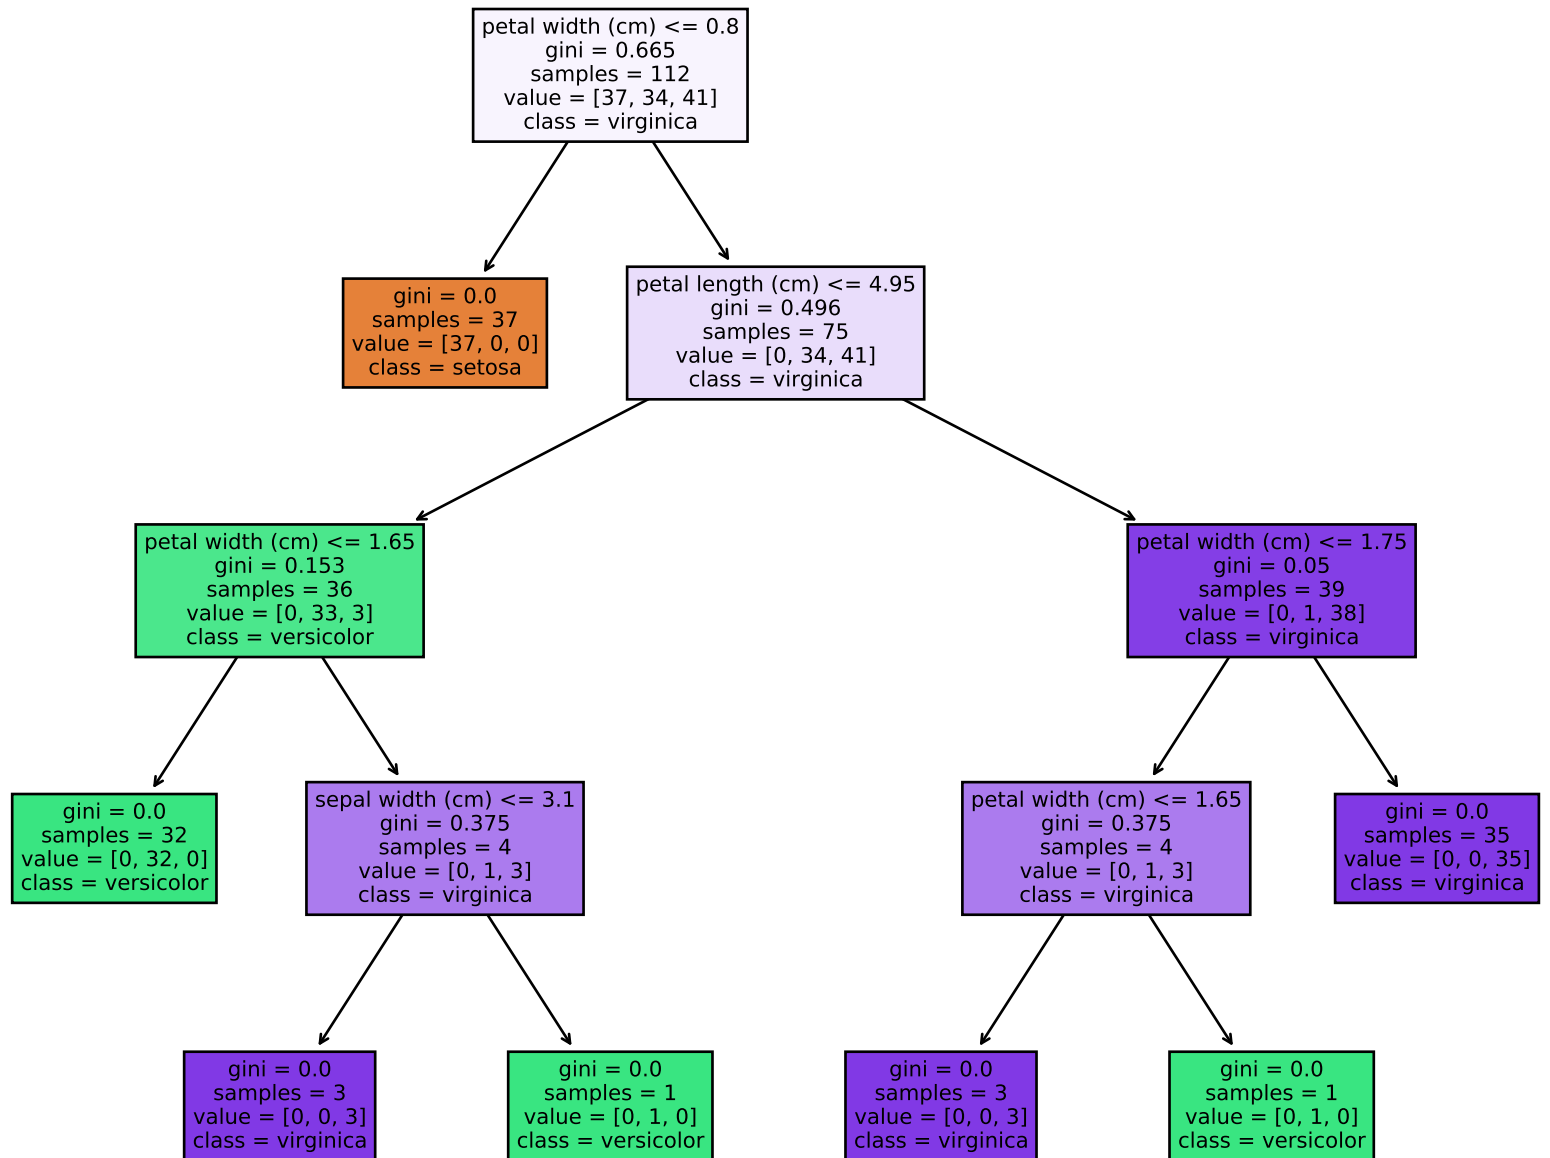 petal width (cm) <= 0.8
gini = 0.665
samples = 112
value = [37, 34, 41]
class = virginica
gini = 0.0
samples = 37
value = [37, 0, 0]
class = setosa
petal length (cm) <= 4.95
gini = 0.496
samples = 75
value = [0, 34, 41]
class = virginica
petal width (cm) <= 1.65
gini = 0.153
samples = 36
value = [0, 33, 3]
class = versicolor
petal width (cm) <= 1.75
gini = 0.05
samples = 39
value = [0, 1, 38]
class = virginica
gini = 0.0
samples = 32
value = [0, 32, 0]
class = versicolor
sepal width (cm) <= 3.1
gini = 0.375
samples = 4
value = [0, 1, 3]
class = virginica
petal width (cm) <= 1.65
gini = 0.375
samples = 4
value = [0, 1, 3]
class = virginica
gini = 0.0
samples = 35
value = [0, 0, 35]
class = virginica
gini = 0.0
samples = 3
value = [0, 0, 3]
class = virginica
gini = 0.0
samples = 1
value = [0, 1, 0]
class = versicolor
gini = 0.0
samples = 3
value = [0, 0, 3]
class = virginica
gini = 0.0
samples = 1
value = [0, 1, 0]
class = versicolor